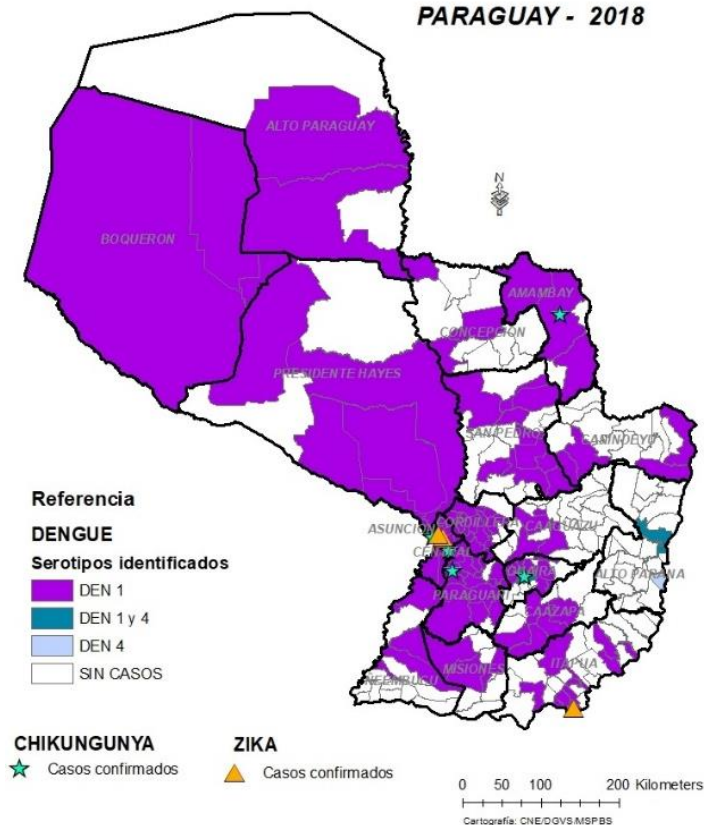 PARAGUAY - 2018
ALTO PARAGUAY
N
BOQUERON
AMAMBAY
CONCEPCION
PRESIDENTE HAYES
SAN PEDRO
CANINDEYU
Referencia
DENGUE
Serotipos identificados
DEN 1
DEN 1 y 4
DEN 4
SIN CASOS
ASUNCION
CORDILLERA
CAAGUAZU
CENTRAL
ALTO PARANA
GUAIRA
PARAGUARI
CAAZAPA
ITAPUA
MISIONES
ÑEEMBUCU
CHIKUNGUNYA
Casos confirmados
ZIKA
Casos confirmados
0 50 100 200 Kilometers
Cartografía: CNE/DGVS/MSPBS